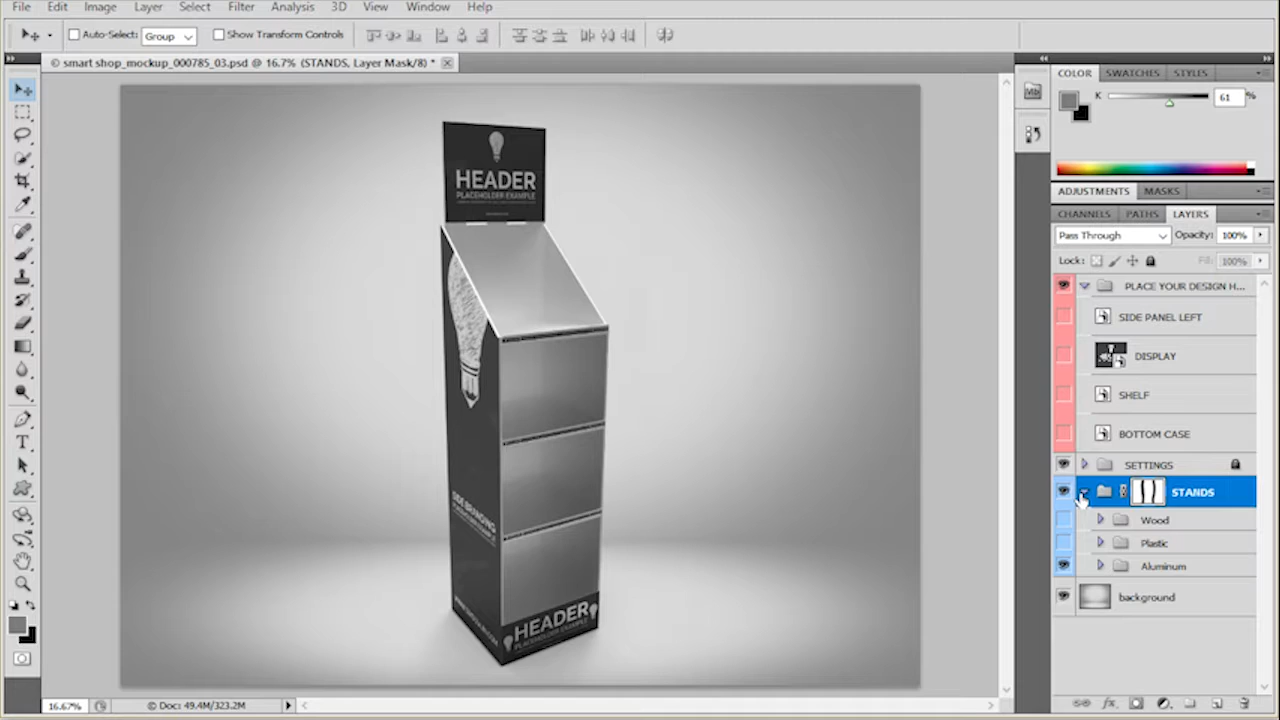 File Edit Image Layer Select Filter Analysis 3D View Window Help
Auto-Select: Group Show Transform Controls
smart shop_mockup_000785_03.psd @ 16.7% (STANDS, Layer Mask/8) *
COLOR SWATCHES STYLES
K 61 %
ADJUSTMENTS MASKS
CHANNELS PATHS LAYERS
Pass Through Opacity: 100%
Lock: Fill: 100%
PLACE YOUR DESIGN H...
SIDE PANEL LEFT
DISPLAY
SHELF
BOTTOM CASE
SETTINGS
STANDS
Wood
Plastic
Aluminum
background
HEADER
PLACEHOLDER EXAMPLE
SIDE BRANDING
PLACEHOLDER EXAMPLE
HEADER
PLACEHOLDER EXAMPLE
16.67% Doc: 49.4M/323.2M